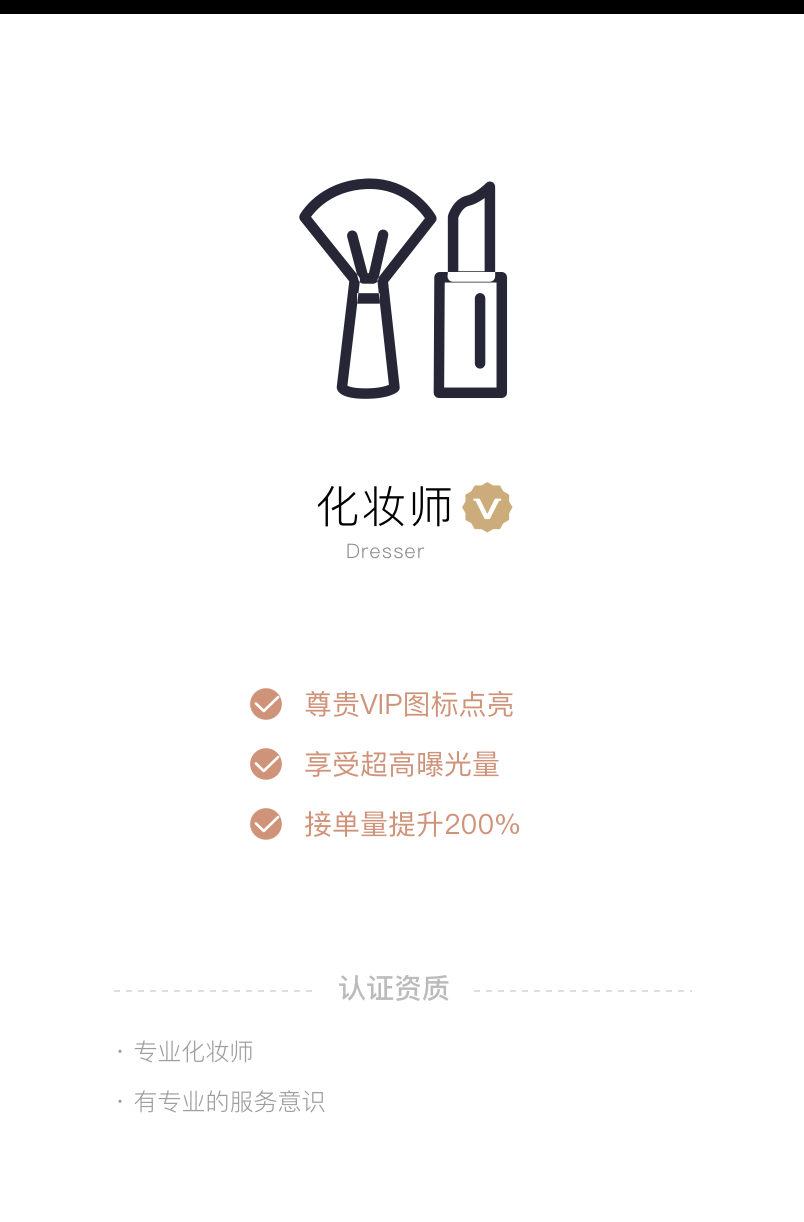 化妆师 V
Dresser
尊贵VIP图标点亮
享受超高曝光量
接单量提升200%
认证资质
· 专业化妆师
· 有专业的服务意识